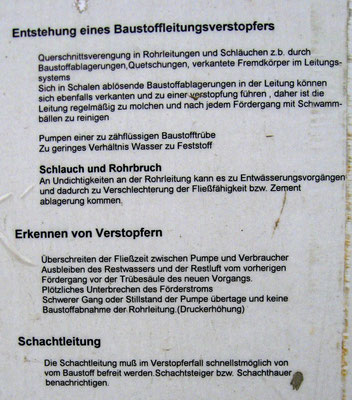 Entstehung eines Baustoffleitungsverstopfers
Querschnittsverengung in Rohrleitungen und Schläuchen z.b. durch
Baustoffablagerungen,Quetschungen, verkantete Fremdkörper im Leitungs-
systems
Sich in Schalen ablösende Baustoffablagerungen in der Leitung können
sich ebenfalls verkanten und zu einer verstopfung führen , daher ist die
Leitung regelmäßig zu molchen und nach jedem Fördergang mit Schwamm-
bällen zu reinigen
Pumpen einer zu zähflüssigen Baustofftrübe
Zu geringes Verhältnis Wasser zu Feststoff
Schlauch und Rohrbruch
An Undichtigkeiten an der Rohrleitung kann es zu Entwässerungsvorgängen
und dadurch zu Verschlechterung der Fließfähigkeit bzw. Zement
ablagerung kommen.
Erkennen von Verstopfern
Überschreiten der Fließzeit zwischen Pumpe und Verbraucher
Ausbleiben des Restwassers und der Restluft vom vorherigen
Fördergang vor der Trübesäule des neuen Vorgangs.
Plötzliches Unterbrechen des Förderstroms
Schwerer Gang oder Stillstand der Pumpe übertage und keine
Baustoffabnahme der Rohrleitung.(Druckerhöhung)
Schachtleitung
Die Schachtleitung muß im Verstopferfall schnellstmöglich von
vom Baustoff befreit werden.Schachtsteiger bzw. Schachthauer
benachrichtigen.